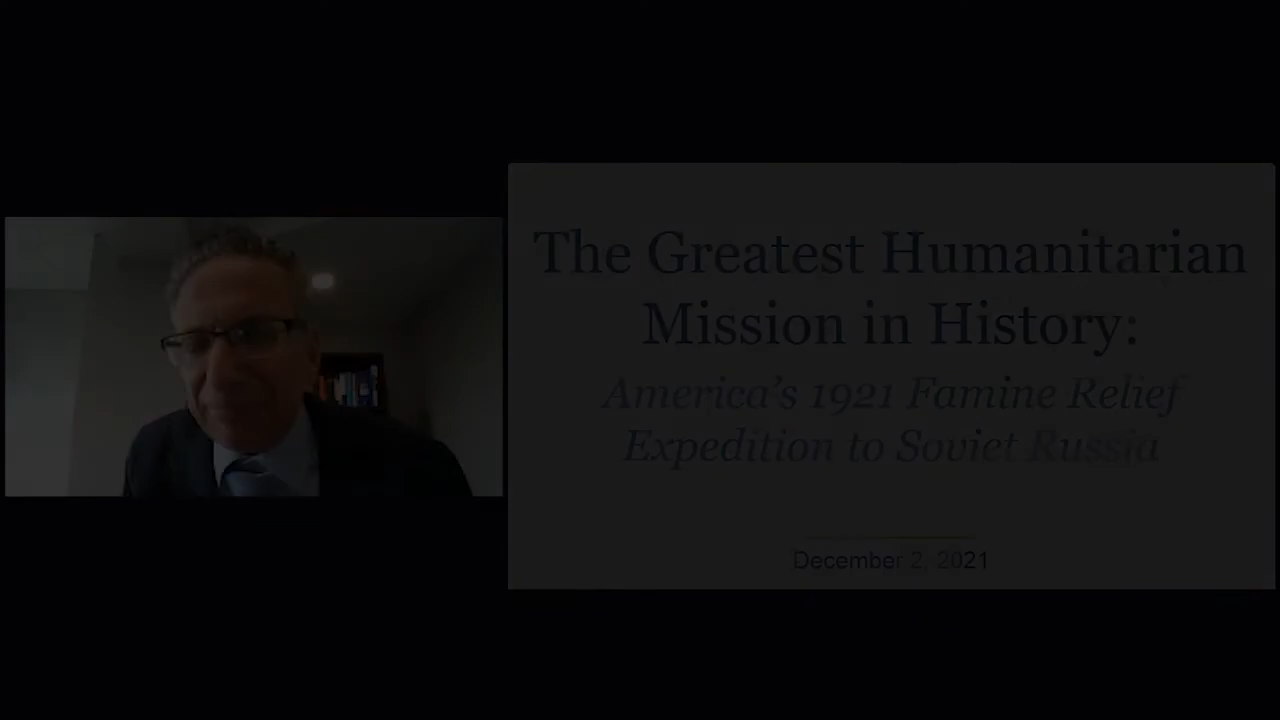 The Greatest Humanitarian
Mission in History:
America's 1921 Famine Relief
Expedition to Soviet Russia
December 2, 2021